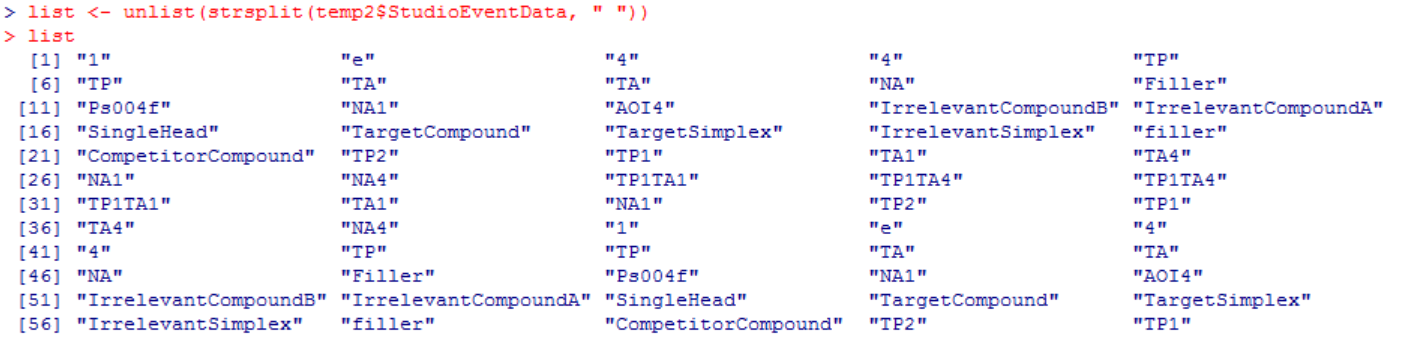 > list <- unlist(strsplit(temp2$StudioEventData, " "))
> list
[1] "1" "e" "4" "4" "TP"
[6] "TP" "TA" "TA" "NA" "Filler"
[11] "Ps004f" "NA1" "AOI4" "IrrelevantCompoundB" "IrrelevantCompoundA"
[16] "SingleHead" "TargetCompound" "TargetSimplex" "IrrelevantSimplex" "filler"
[21] "CompetitorCompound" "TP2" "TP1" "TA1" "TA4"
[26] "NA1" "NA4" "TP1TA1" "TP1TA4" "TP1TA4"
[31] "TP1TA1" "TA1" "NA1" "TP2" "TP1"
[36] "TA4" "NA4" "1" "e" "4"
[41] "4" "TP" "TP" "TA" "TA"
[46] "NA" "Filler" "Ps004f" "NA1" "AOI4"
[51] "IrrelevantCompoundB" "IrrelevantCompoundA" "SingleHead" "TargetCompound" "TargetSimplex"
[56] "IrrelevantSimplex" "filler" "CompetitorCompound" "TP2" "TP1"